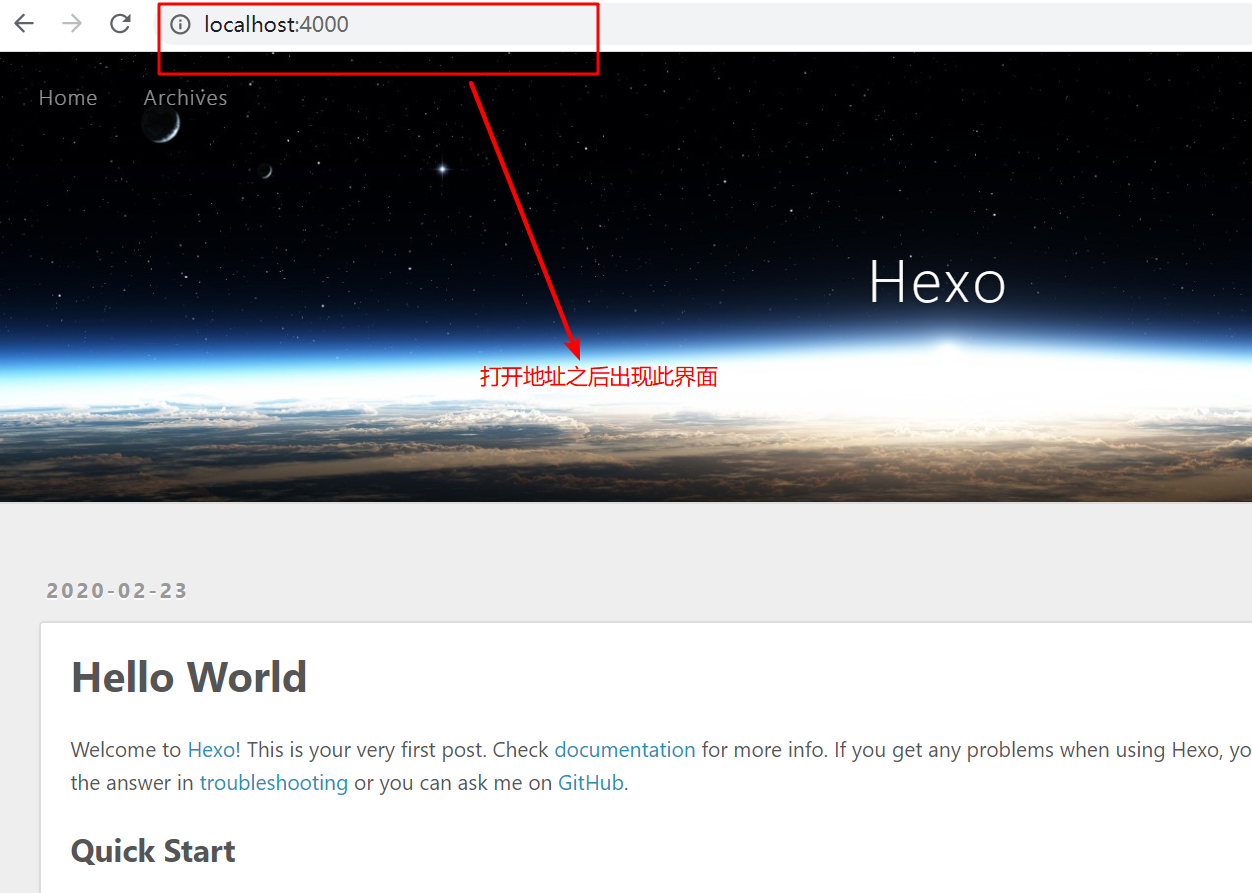 localhost:4000
Home Archives
Hexo
打开地址之后出现此界面
2020-02-23
Hello World
Welcome to Hexo! This is your very first post. Check documentation for more info. If you get any problems when using Hexo, yo
the answer in troubleshooting or you can ask me on GitHub.
Quick Start